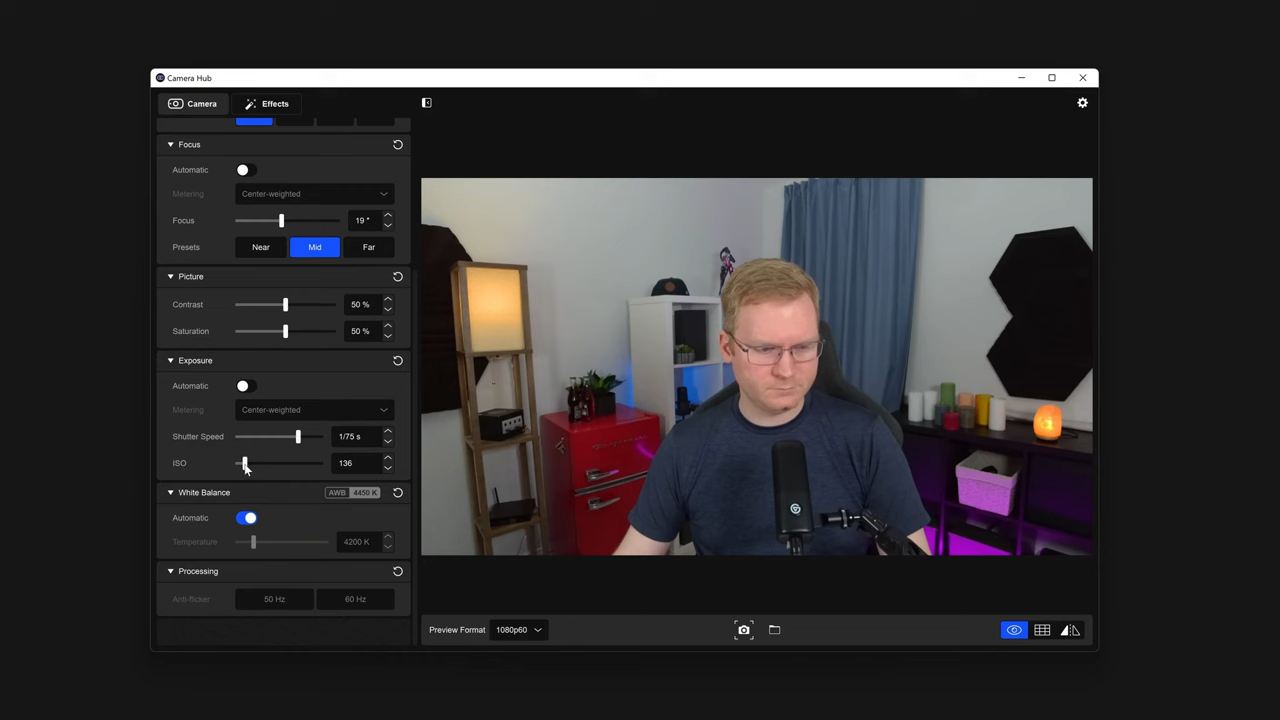 Camera Hub
Camera
Effects
Focus
Automatic
Metering
Center-weighted
Focus
19 °
Presets
Near
Mid
Far
Picture
Contrast
50 %
Saturation
50 %
Exposure
Automatic
Metering
Center-weighted
Shutter Speed
1/75 s
ISO
136
White Balance
AWB
4450 K
Automatic
Temperature
4200 K
Processing
Anti-flicker
50 Hz
60 Hz
Preview Format
1080p60